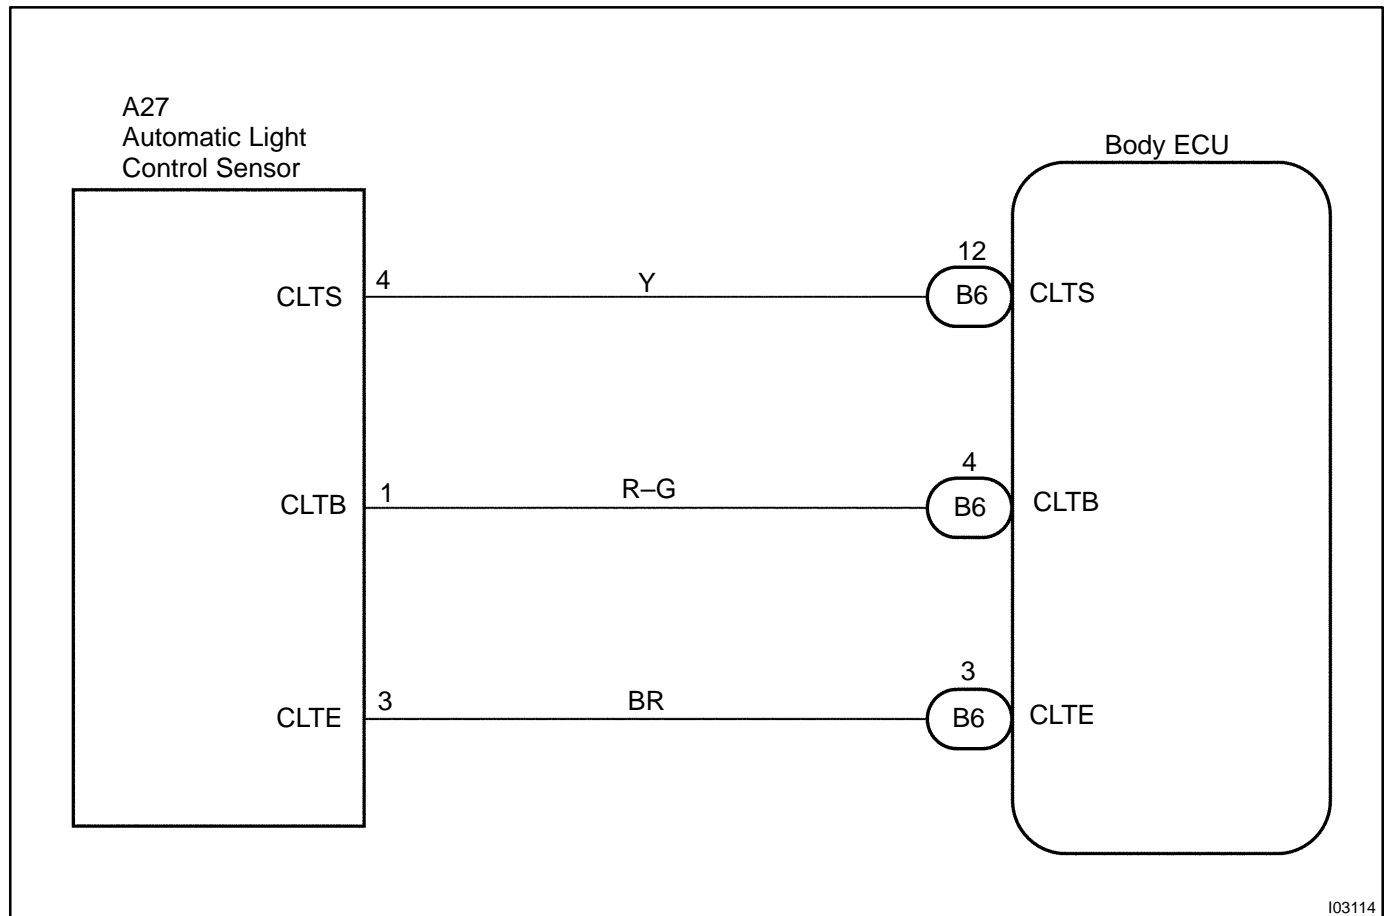 A27
Automatic Light
Control Sensor
Body ECU
12
CLTS 4 Y B6 CLTS
4
CLTB 1 R–G B6 CLTB
3
CLTE 3 BR B6 CLTE
I03114